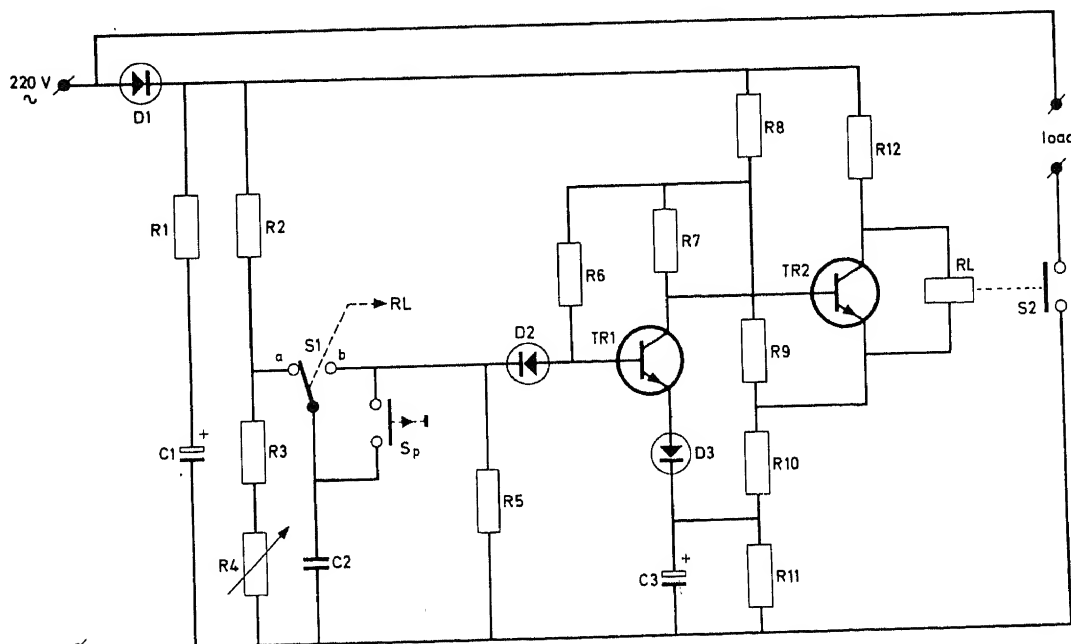 220 V
~
D1
R1
R2
R8
R12
load
R7
R6
TR2
RL
S2
RL
S1
a
b
D2
TR1
R9
Sp
C1
+
R3
D3
R10
R5
R4
C2
C3
+
R11